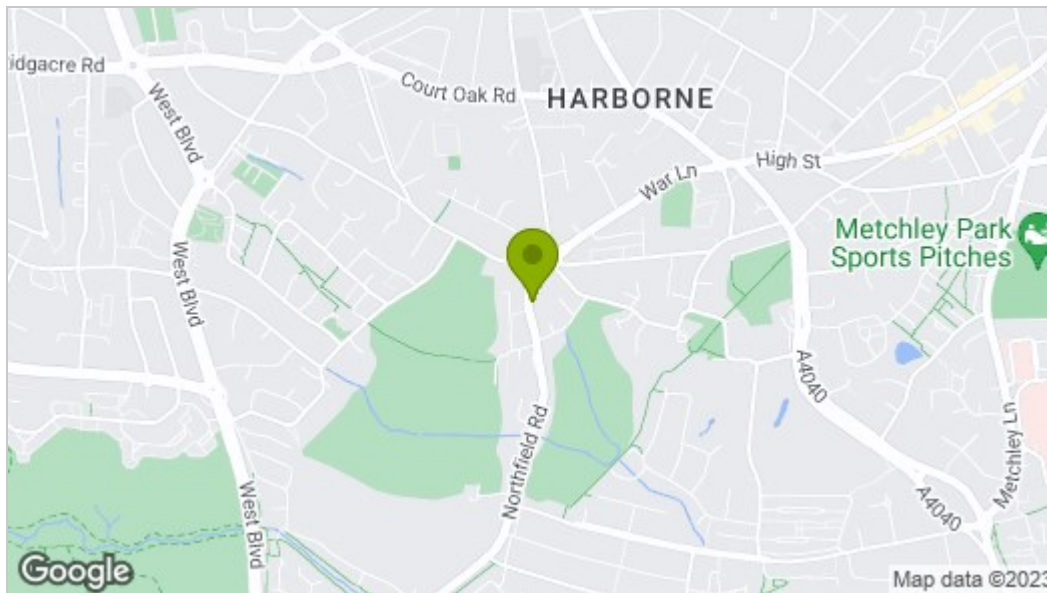 idgacre Rd
Court Oak Rd
HARBORNE
West Blvd
High St
War Ln
Metchley Park
Sports Pitches
West Blvd
A4040
Northfield Rd
Metchley Ln
West Blvd
A4040
Google
Map data ©2023